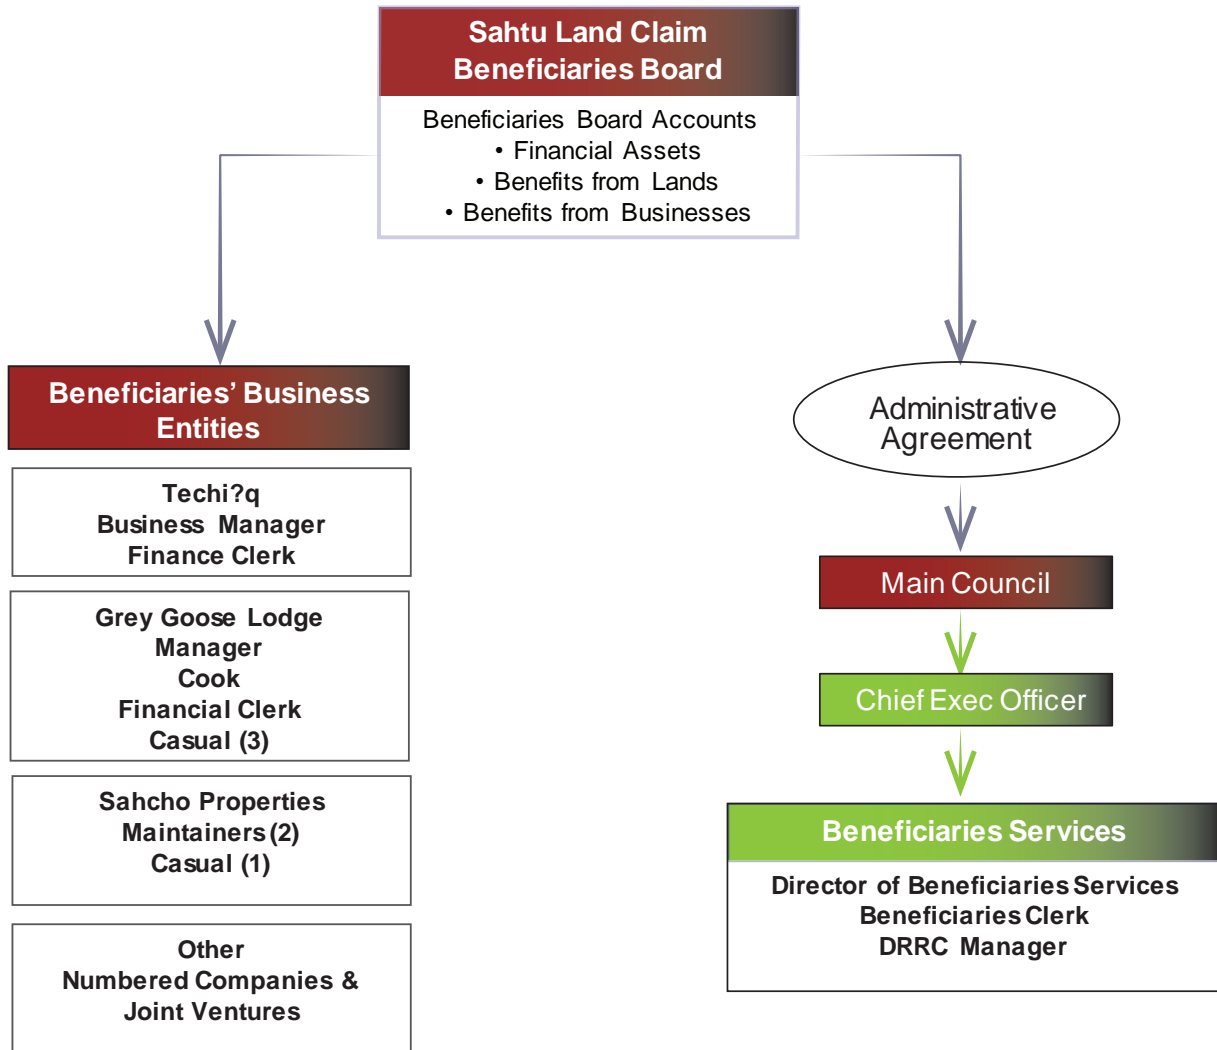 Sahtu Land Claim
Beneficiaries Board
Beneficiaries Board Accounts
• Financial Assets
• Benefits from Lands
• Benefits from Businesses
Beneficiaries’ Business
Entities
Techi?q
Business Manager
Finance Clerk
Grey Goose Lodge
Manager
Cook
Financial Clerk
Casual (3)
Sahcho Properties
Maintainers (2)
Casual (1)
Other
Numbered Companies &
Joint Ventures
Administrative
Agreement
Main Council
Chief Exec Officer
Beneficiaries Services
Director of Beneficiaries Services
Beneficiaries Clerk
DRRC Manager